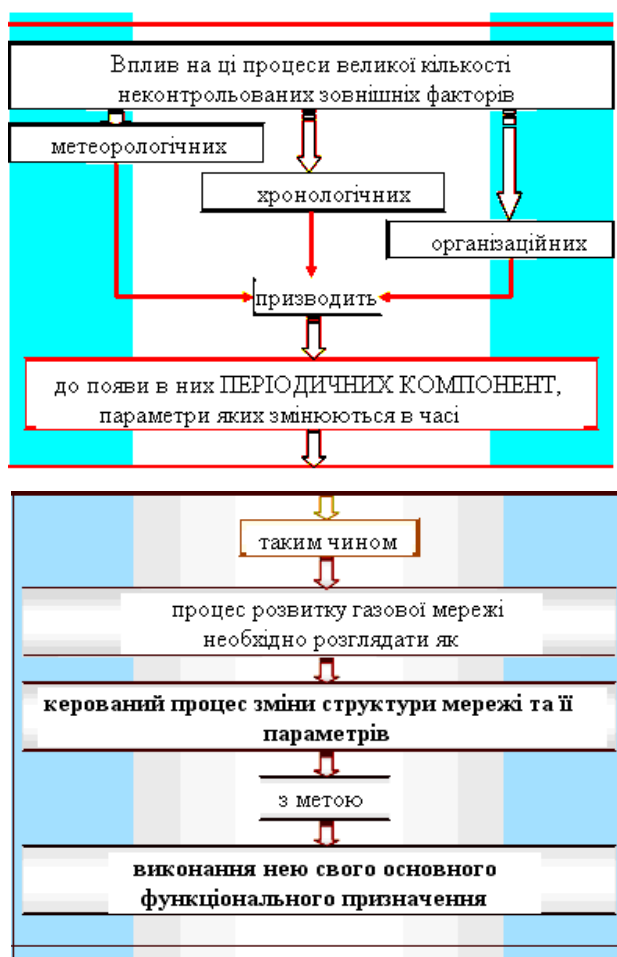 Вплив на ці процеси великої кількості
неконтрольованих зовнішніх факторів
метеорологічних
хронологічних
організаційних
призводить
до появи в них ПЕРІОДИЧНИХ КОМПОНЕНТ,
параметри яких змінюються в часі
таким чином
процес розвитку газової мережі
необхідно розглядати як
керований процес зміни структури мережі та її
параметрів
з метою
виконання нею свого основного
функціонального призначення